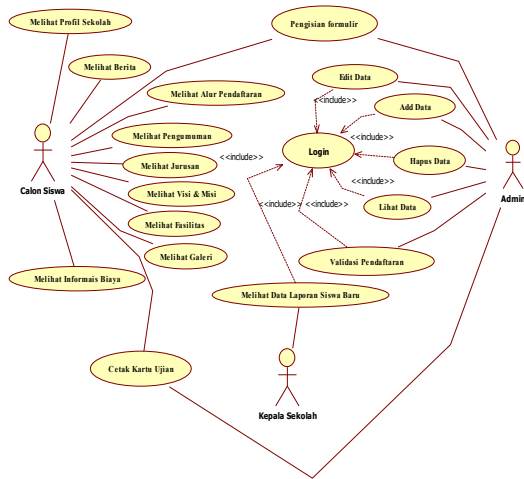 Melihat Profil Sekolah
Pengisian formulir
Melihat Berita
Edit Data
Melihat Alur Pendaftaran
<<include>>
Add Data
Melihat Pengumuman
<<include>>
Login
<<include>>
Hapus Data
Melihat Jurusan
Calon Siswa
<<include>>
Melihat Visi & Misi
Admin
<<include>>
<<include>>
Lihat Data
Melihat Fasilitas
Melihat Galeri
Validasi Pendaftaran
Melihat Informais Biaya
Melihat Data Laporan Siswa Baru
Cetak Kartu Ujian
Kepala Sekolah